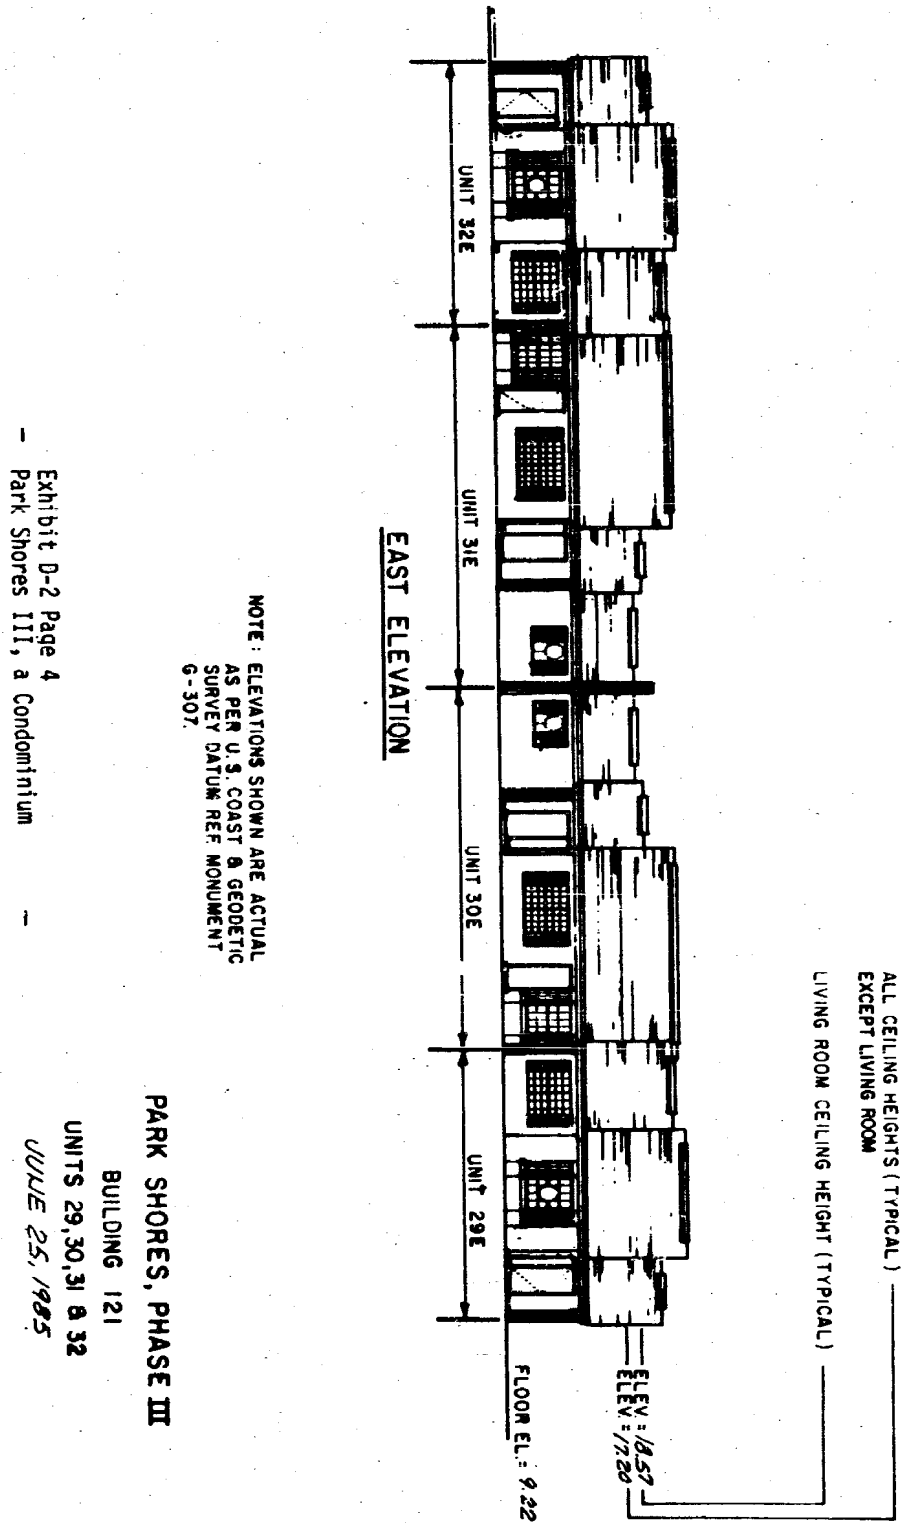 ALL CEILING HEIGHTS (TYPICAL)
EXCEPT LIVING ROOM
LIVING ROOM CEILING HEIGHT (TYPICAL)
ELEV. = 18.57
ELEV. = 17.20
FLOOR EL. = 9.22
UNIT 32E
UNIT 31E
UNIT 30E
UNIT 29E
EAST ELEVATION
NOTE: ELEVATIONS SHOWN ARE ACTUAL
AS PER U.S. COAST & GEODETIC
SURVEY DATUM REF. MONUMENT
G-307.
PARK SHORES, PHASE III
BUILDING 121
UNITS 29,30,31 & 32
JUNE 25, 1985
Exhibit D-2 Page 4
Park Shores III, a Condominium